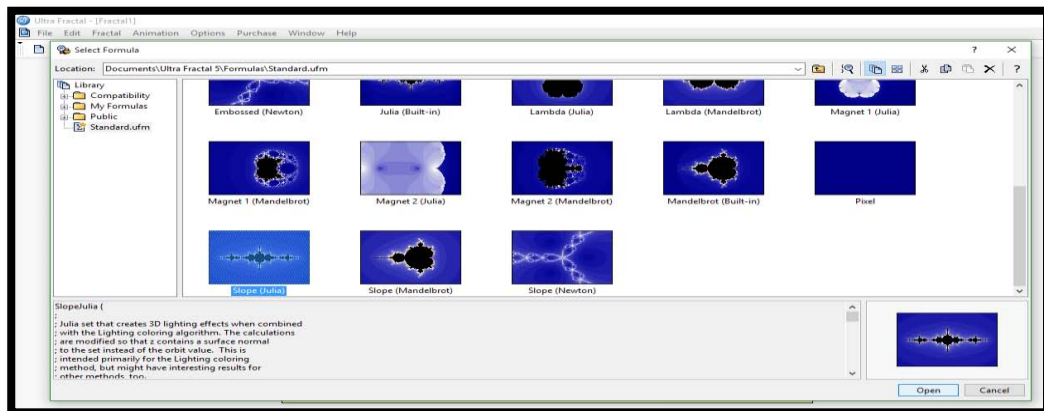 Ultra Fractal - [Fractal1]
File Edit Fractal Animation Options Purchase Window Help
Select Formula ? ×
Location: Documents\Ultra Fractal 5\Formulas\Standard.ufm
Library
Compatibility
My Formulas
Public
Standard.ufm
Embossed (Newton) Julia (Built-in) Lambda (Julia) Lambda (Mandelbrot) Magnet 1 (Julia)
Magnet 1 (Mandelbrot) Magnet 2 (Julia) Magnet 2 (Mandelbrot) Mandelbrot (Built-in) Pixel
Slope (Julia) Slope (Mandelbrot) Slope (Newton)
SlopeJulia {
;
; Julia set that creates 3D lighting effects when combined
; with the Lighting coloring algorithm. The calculations
; are modified so that z contains a surface normal
; to the set instead of the orbit value. This is
; intended primarily for the Lighting coloring
; method, but might have interesting results for
; other methods, too.
Open Cancel